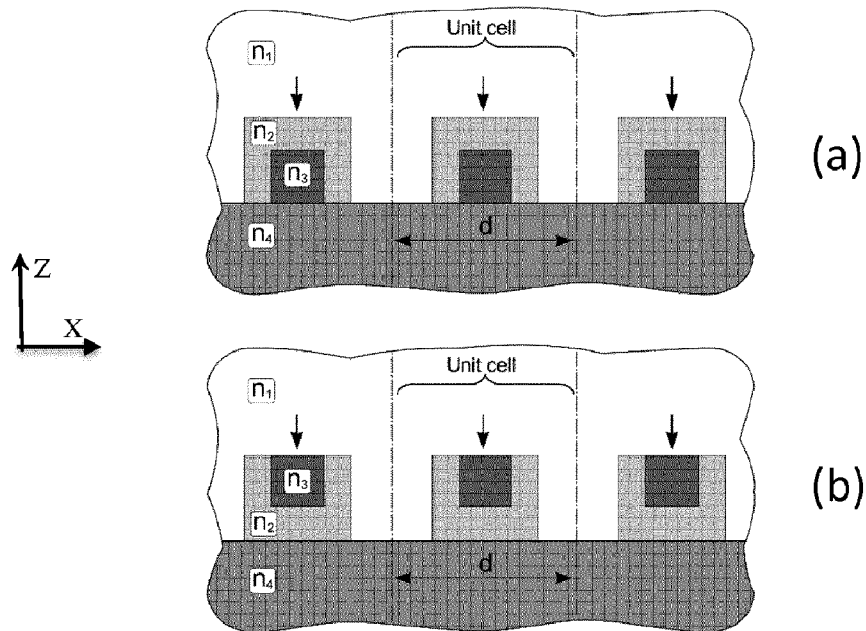 Unit cell
n₁
n₂
n₃
(a)
n₄
d
Z
X
Unit cell
n₁
n₃
(b)
n₂
n₄
d